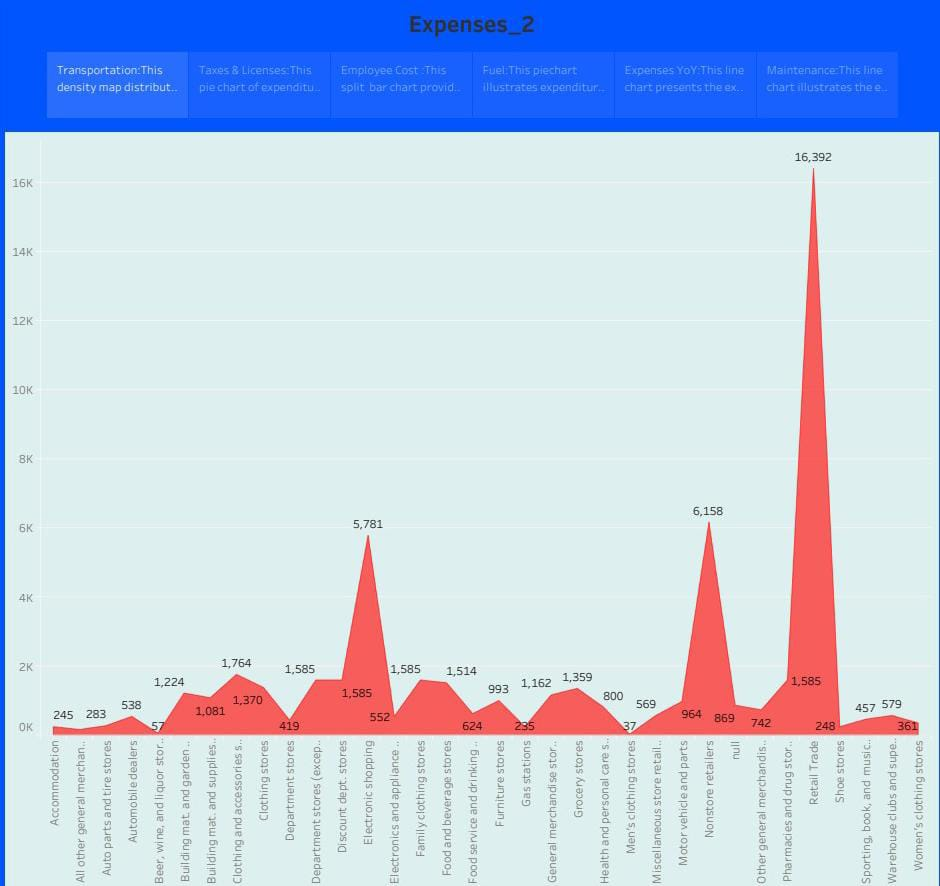 Expenses_2
Transportation:This
density map distribut..
Taxes & Licenses:This
pie chart of expenditu..
Employee Cost :This
split bar chart provid..
Fuel:This piechart
illustrates expenditur..
Expenses YoY:This line
chart presents the ex..
Maintenance:This line
chart illustrates the e..
16K
14K
12K
10K
8K
6K
4K
2K
0K
245
283
538
57
1,224
1,081
1,764
1,370
419
1,585
1,585
5,781
552
1,585
1,514
624
993
235
1,162
1,359
800
37
569
964
6,158
869
742
1,585
16,392
248
457
579
361
Accommodation
All other general merchan..
Auto parts and tire stores
Automobile dealers
Beer, wine, and liquor stor..
Building mat. and garden ..
Building mat. and supplies..
Clothing and accessories s..
Clothing stores
Department stores
Department stores (excep..
Discount dept. stores
Electronic shopping
Electronics and appliance ..
Family clothing stores
Food and beverage stores
Food service and drinking ..
Furniture stores
Gas stations
General merchandise stor..
Grocery stores
Health and personal care s..
Men's clothing stores
Miscellaneous store retail..
Motor vehicle and parts
Nonstore retailers
null
Other general merchandis..
Pharmacies and drug stor..
Retail Trade
Shoe stores
Sporting, book, and music..
Warehouse clubs and supe..
Women's clothing stores